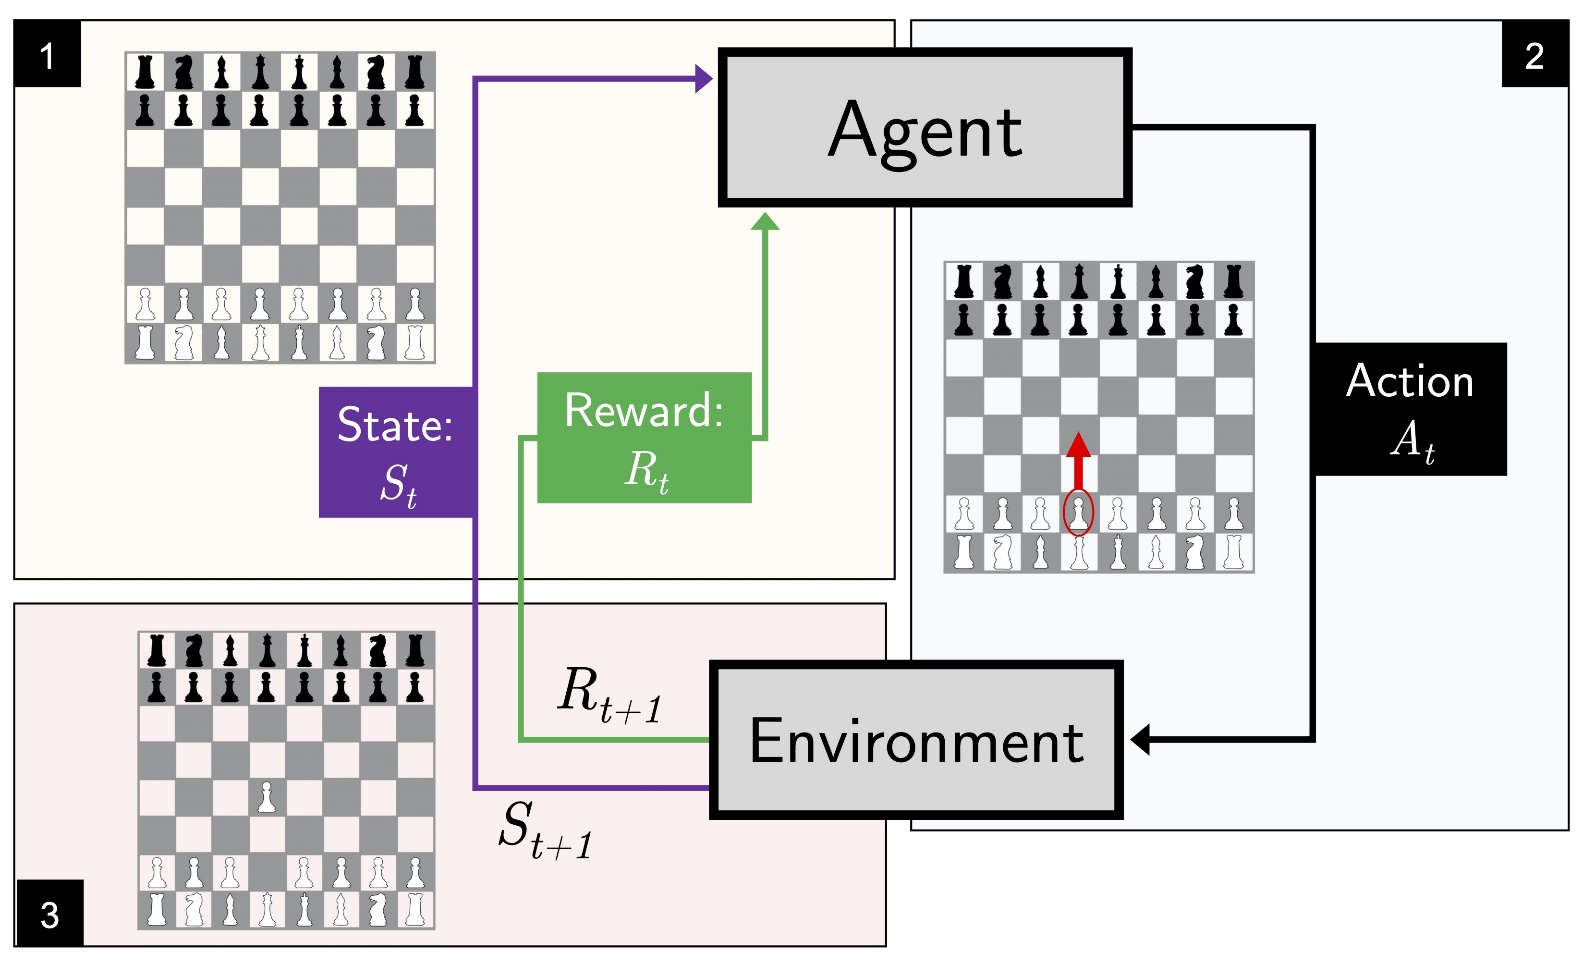 1
2
Agent
State:
S_t
Reward:
R_t
Action
A_t
R_{t+1}
Environment
S_{t+1}
3